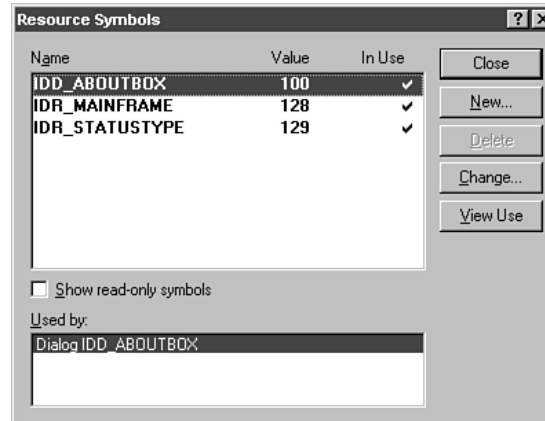 Resource Symbols
Name Value In Use
IDD_ABOUTBOX 100
IDR_MAINFRAME 128
IDR_STATUSTYPE 129
Close
New...
Delete
Change...
View Use
Show read-only symbols
Used by:
Dialog IDD_ABOUTBOX